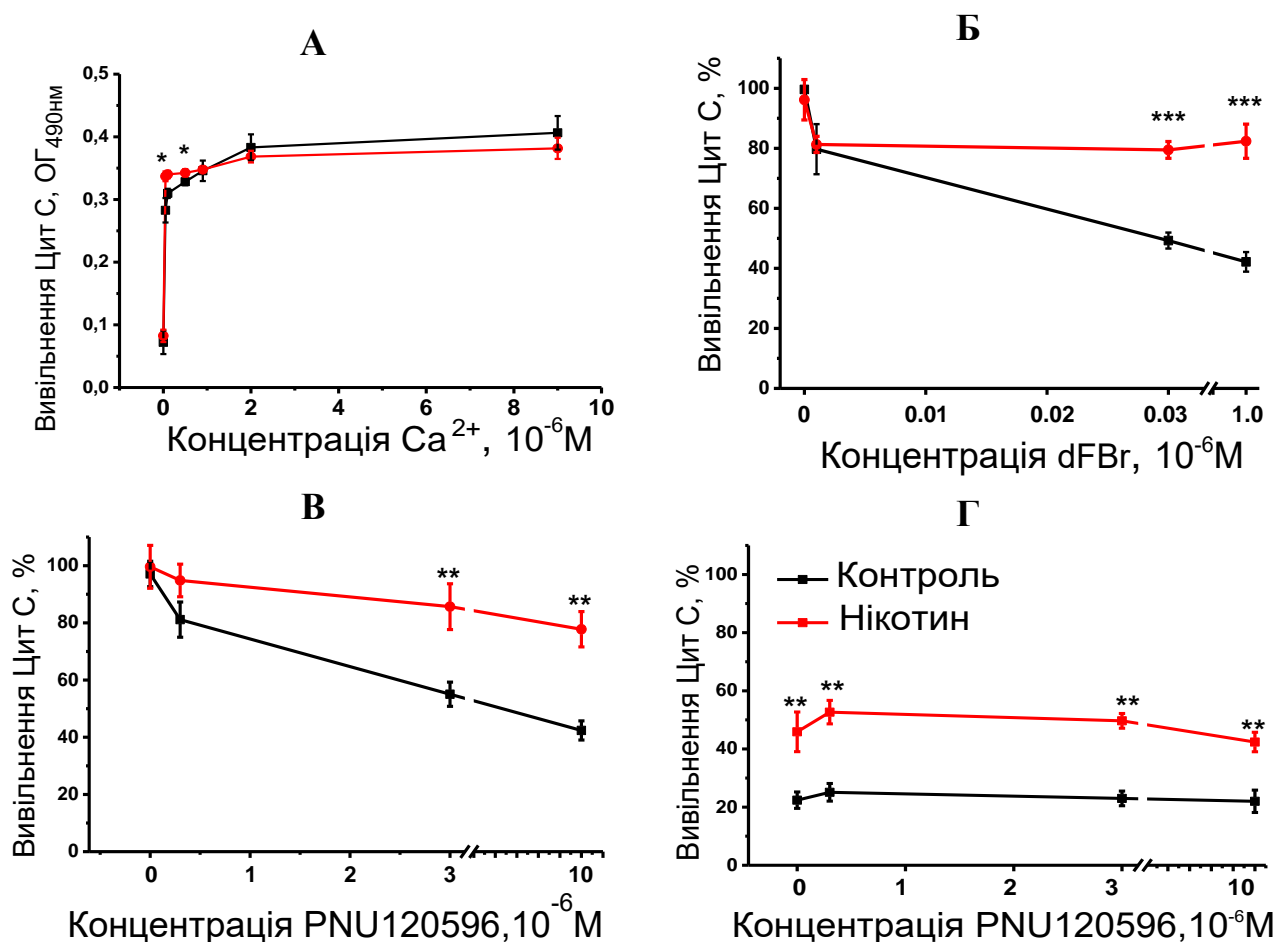 А
Вивільнення Цит С, ОГ490нм
0,5
0,4
0,3
0,2
0,1
0,0
* *
0 2 4 6 8 10
Концентрація Ca2+, 10-6М
Б
Вивільнення Цит С, %
100
80
60
40
20
0
*** ***
0 0.01 0.02 0.03 1.0
Концентрація dFBr, 10-6М
В
Вивільнення Цит С, %
100
80
60
40
20
0
** **
0 1 2 3 10
Концентрація PNU120596,10-6М
Г
Контроль
Нікотин
Вивільнення Цит С, %
100
80
60
40
20
0
** ** ** **
0 1 2 3 10
Концентрація PNU120596,10-6М